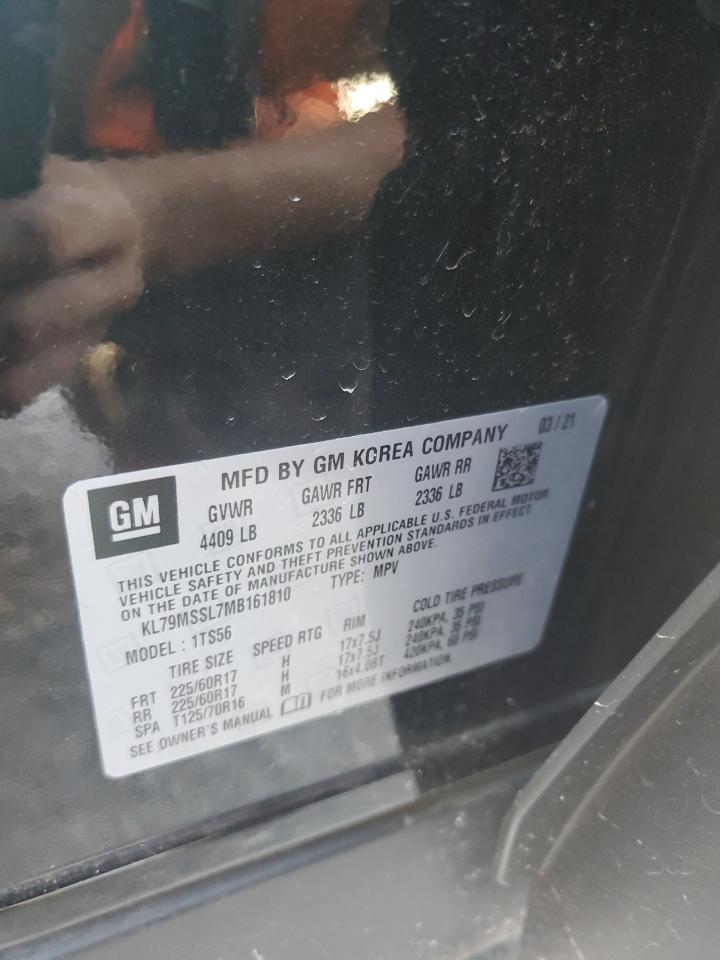 GM
MFD BY GM KOREA COMPANY 03 / 21
GVWR GAWR FRT GAWR RR
4409 LB 2336 LB 2336 LB
THIS VEHICLE CONFORMS TO ALL APPLICABLE U.S. FEDERAL MOTOR
VEHICLE SAFETY AND THEFT PREVENTION STANDARDS IN EFFECT
ON THE DATE OF MANUFACTURE SHOWN ABOVE.
KL79MSSL7MB161810 TYPE: MPV
MODEL : 1TS56
TIRE SIZE SPEED RTG RIM COLD TIRE PRESSURE
FRT 225/60R17 H 17x7.5J 240KPA, 35 PSI
RR 225/60R17 H 17x7.5J 240KPA, 35 PSI
SPA T125/70R16 M 16x4.0BT 420KPA, 60 PSI
SEE OWNER'S MANUAL FOR MORE INFORMATION.